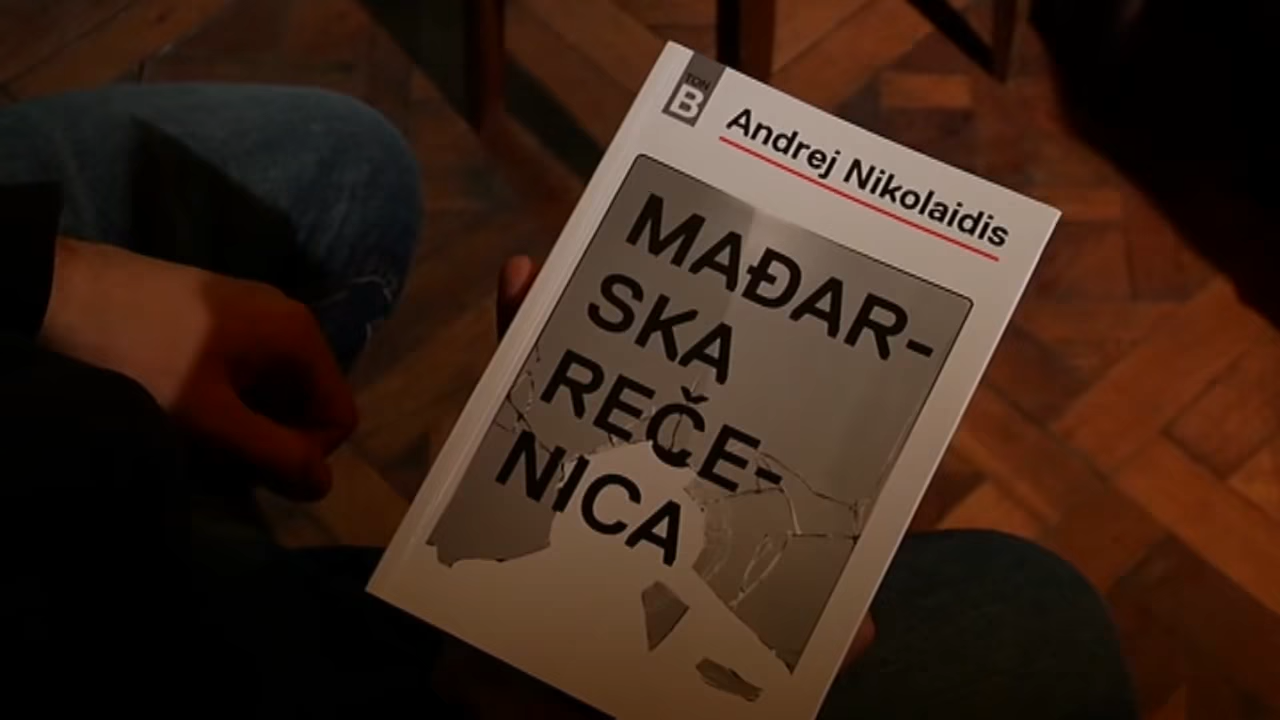 TON
B
Andrej Nikolaidis
MAĐAR-
SKA
REČE-
NICA